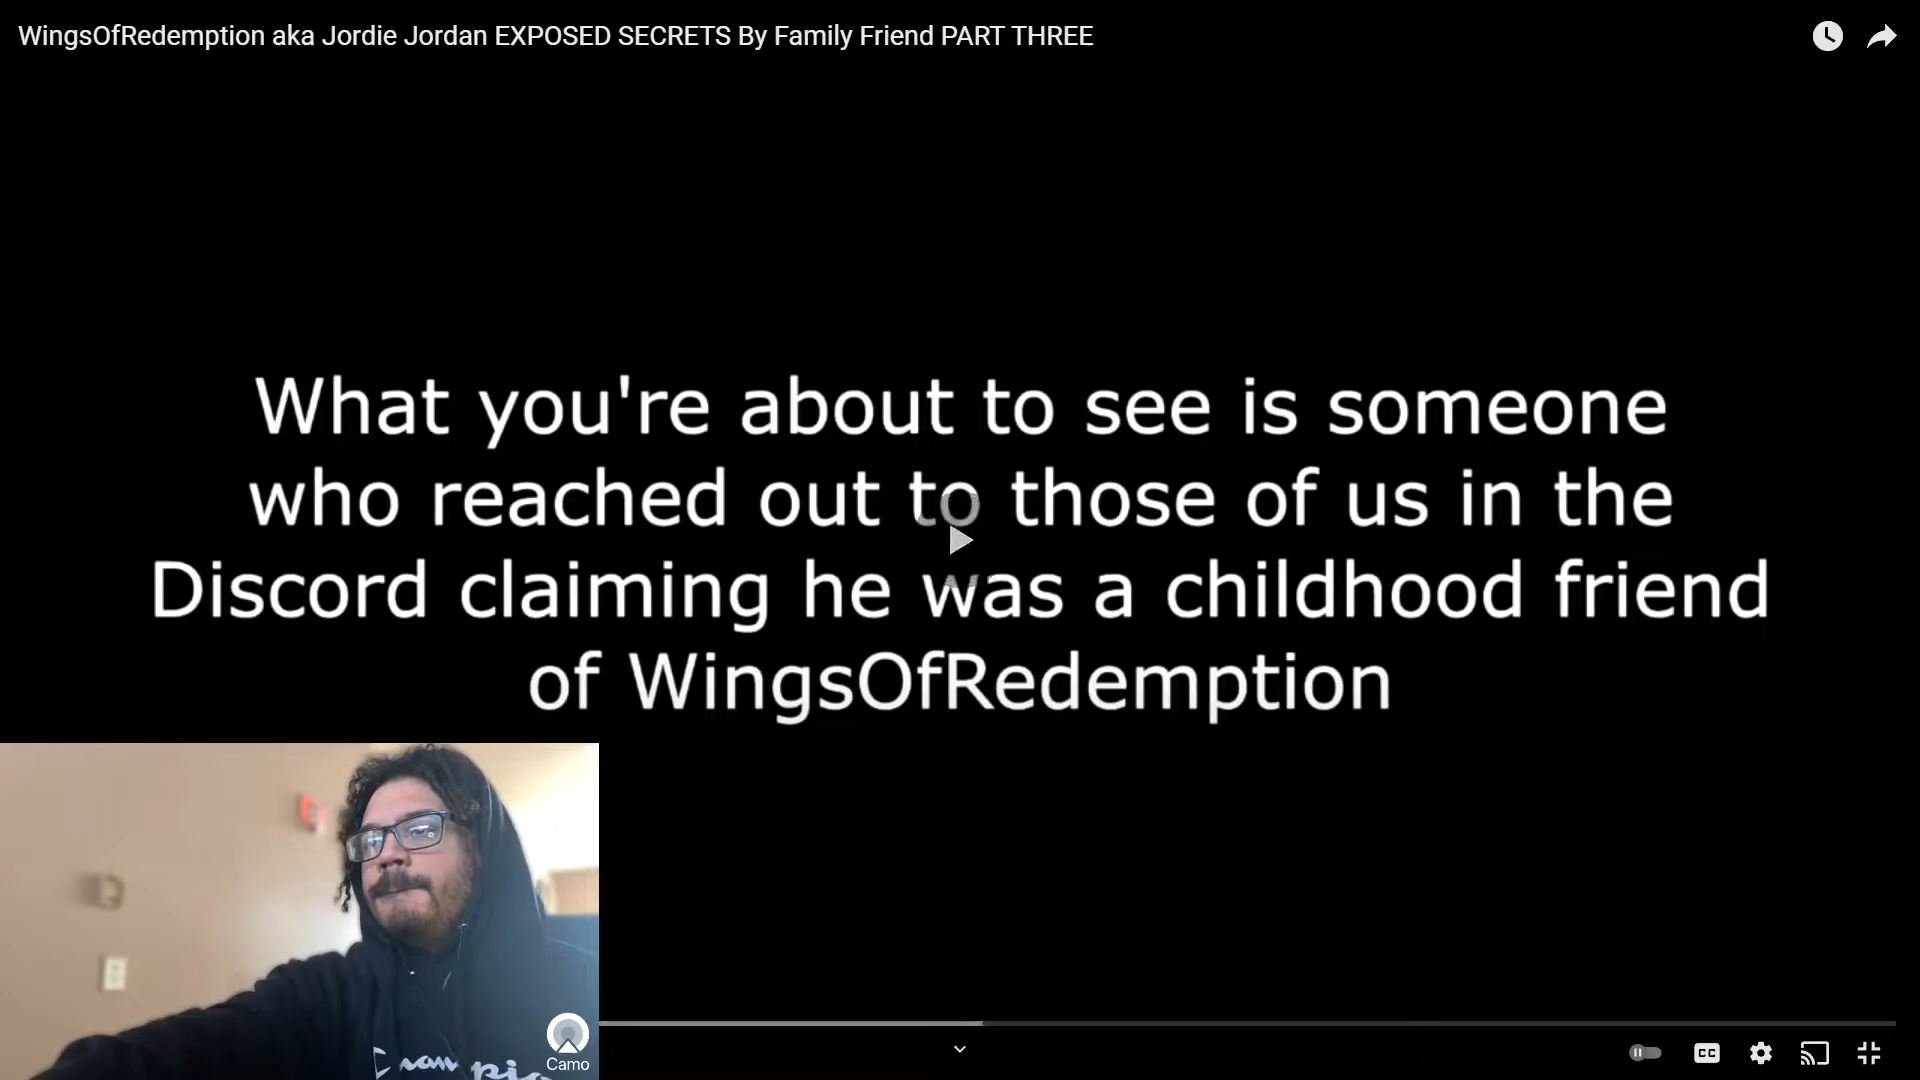 WingsOfRedemption aka Jordie Jordan EXPOSED SECRETS By Family Friend PART THREE
What you're about to see is someone
who reached out to those of us in the
Discord claiming he was a childhood friend
of WingsOfRedemption
Camo
CC